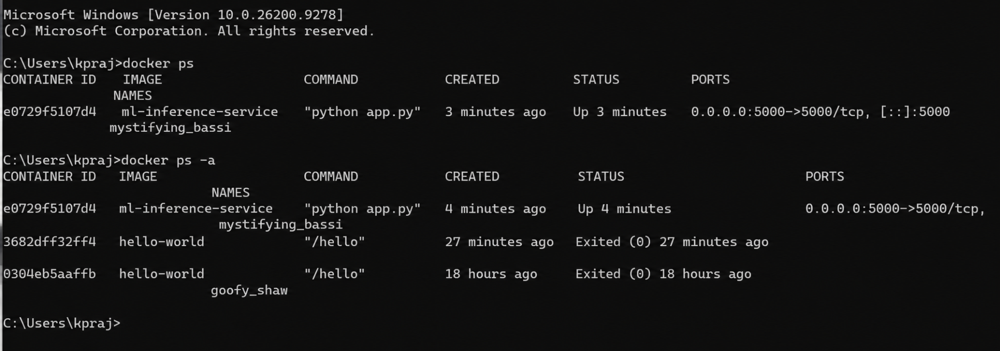 Microsoft Windows [Version 10.0.26200.9278]
(c) Microsoft Corporation. All rights reserved.
C:\Users\kpraj>docker ps
CONTAINER ID IMAGE COMMAND CREATED STATUS PORTS
NAMES
e0729f5107d4 ml-inference-service "python app.py" 3 minutes ago Up 3 minutes 0.0.0.0:5000->5000/tcp, [::]:5000
mystifying_bassi
C:\Users\kpraj>docker ps -a
CONTAINER ID IMAGE COMMAND CREATED STATUS PORTS
NAMES
e0729f5107d4 ml-inference-service "python app.py" 4 minutes ago Up 4 minutes 0.0.0.0:5000->5000/tcp,
mystifying_bassi
3682dff32ff4 hello-world "/hello" 27 minutes ago Exited (0) 27 minutes ago
0304eb5aaffb hello-world "/hello" 18 hours ago Exited (0) 18 hours ago
goofy_shaw
C:\Users\kpraj>